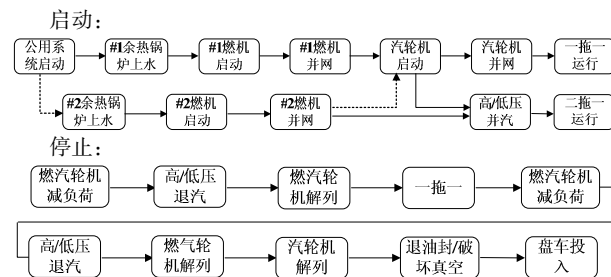 启动：
公用系
统启动
#1余热锅
炉上水
#1燃机
启动
#1燃机
并网
汽轮机
启动
汽轮机
并网
一拖一
运行
#2余热锅
炉上水
#2燃机
启动
#2燃机
并网
高/低压
并汽
二拖一
运行
停止：
燃汽轮机
减负荷
高/低压
退汽
燃汽轮
机解列
一拖一
燃汽轮机
减负荷
高/低压
退汽
燃气轮
机解列
汽轮机
解列
退油封/破
坏真空
盘车投
入